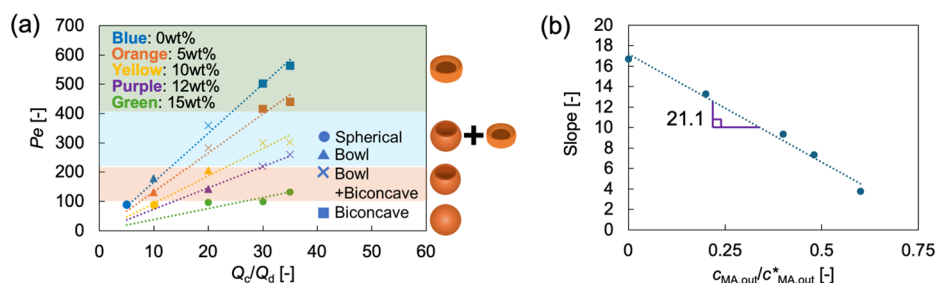 (a)
700
600
500
400
300
200
100
0
Pe [-]
Blue: 0wt%
Orange: 5wt%
Yellow: 10wt%
Purple: 12wt%
Green: 15wt%
Spherical
Bowl
Bowl
+Biconcave
Biconcave
0 10 20 30 40 50 60
Qc/Qd [-]
+
(b)
20
18
16
14
12
10
8
6
4
2
0
Slope [-]
21.1
0 0.25 0.5 0.75
cMA,out/c*MA,out [-]